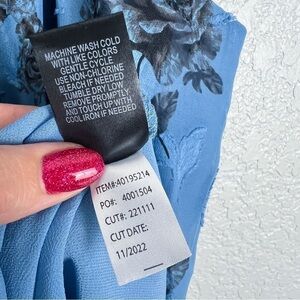 MACHINE WASH COLD
WITH LIKE COLORS
GENTLE CYCLE
USE NON-CHLORINE
BLEACH IF NEEDED
TUMBLE DRY LOW
REMOVE PROMPTLY
AND TOUCH UP WITH
COOL IRON IF NEEDED
ITEM#:40195214
PO#: 4001504
CUT#: 221111
CUT DATE:
11/2022